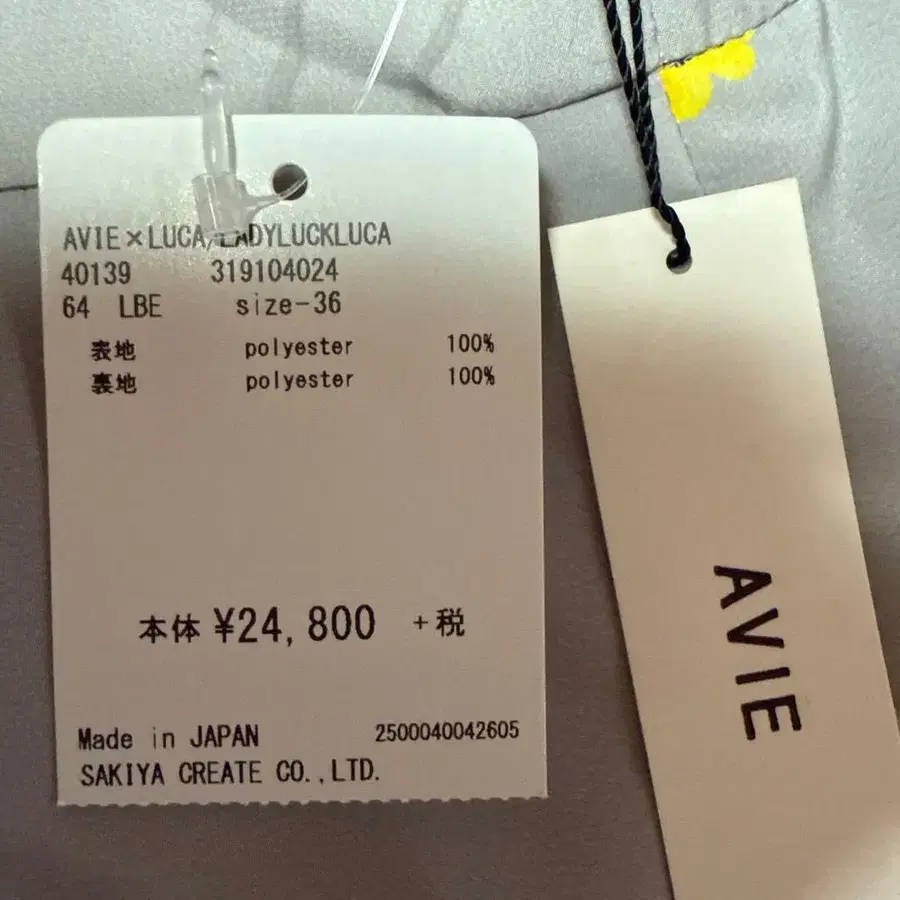 AVIE×LUCA/LADYLUCKLUCA
40139 319104024
64 LBE size-36
表地 polyester 100%
裏地 polyester 100%
本体 ¥24,800 +税
Made in JAPAN 2500040042605
SAKIYA CREATE CO.,LTD.
AVIE